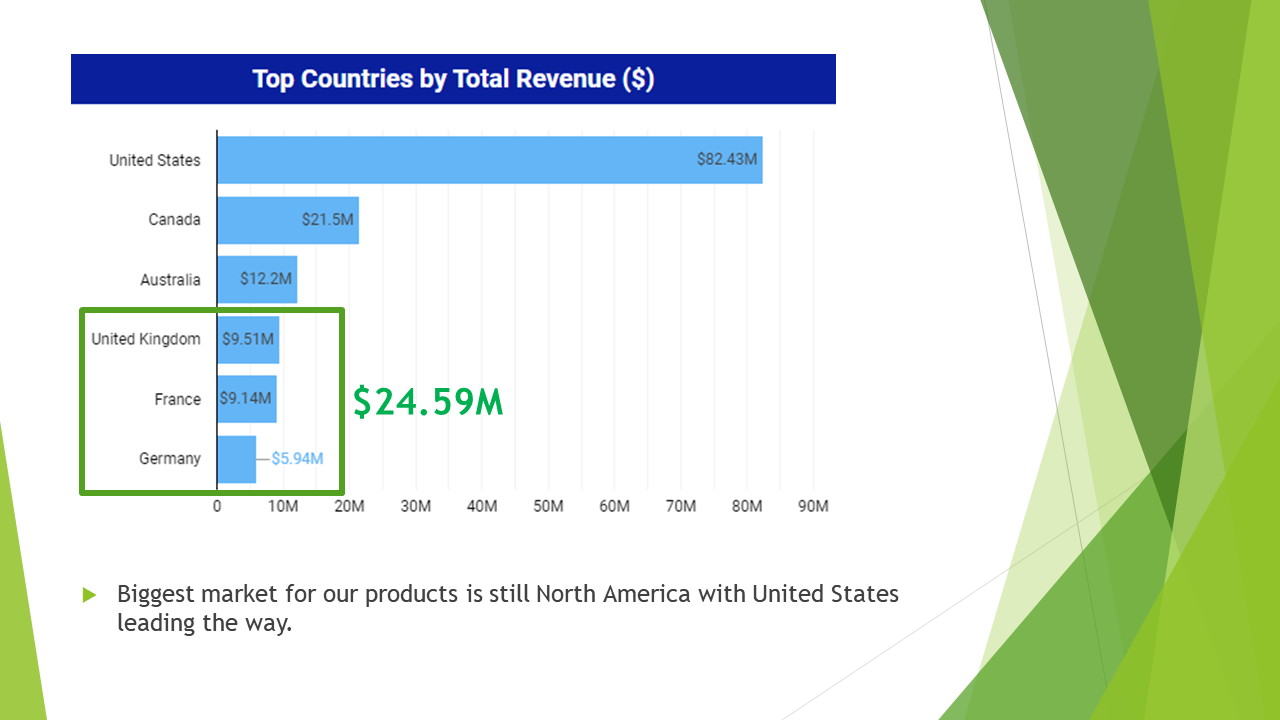 Top Countries by Total Revenue ($)
United States $82.43M
Canada $21.5M
Australia $12.2M
United Kingdom $9.51M
France $9.14M
$24.59M
Germany $5.94M
0 10M 20M 30M 40M 50M 60M 70M 80M 90M
Biggest market for our products is still North America with United States
leading the way.